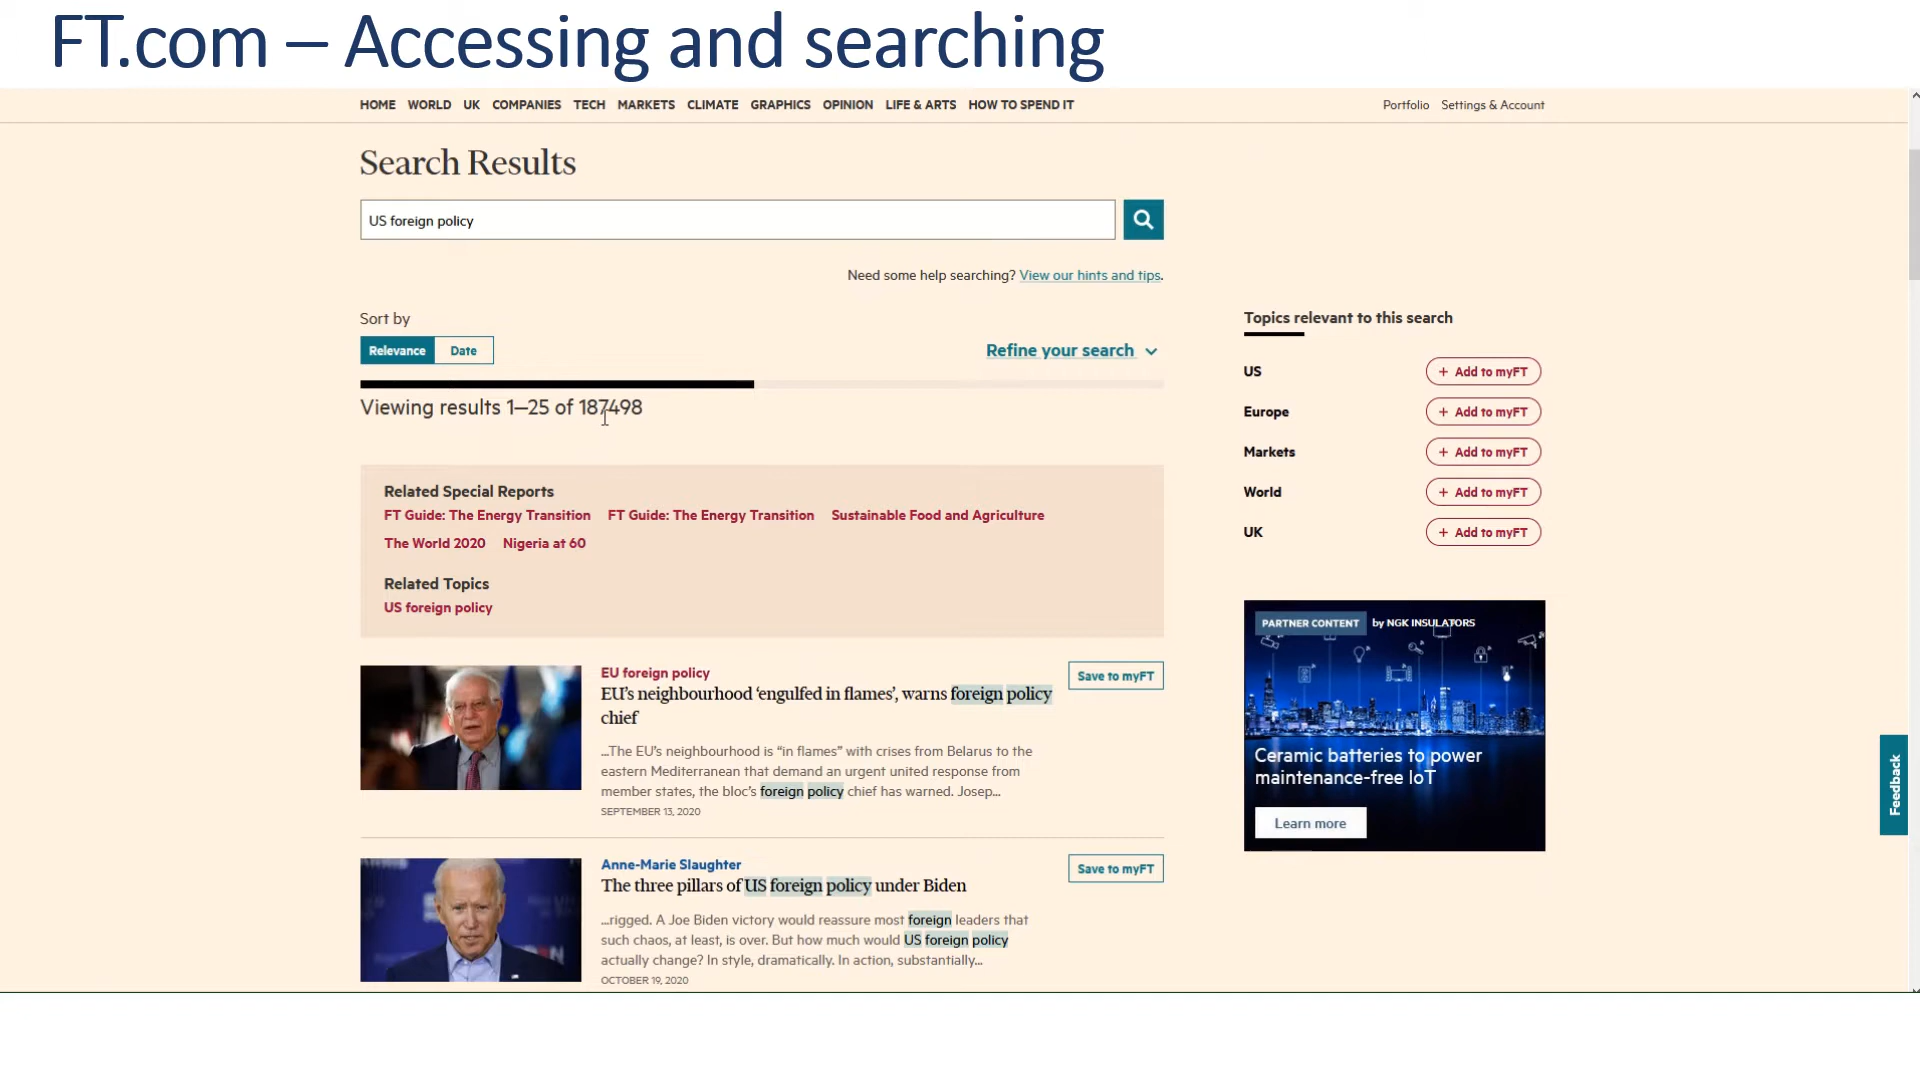 FT.com – Accessing and searching
HOME WORLD UK COMPANIES TECH MARKETS CLIMATE GRAPHICS OPINION LIFE & ARTS HOW TO SPEND IT Portfolio Settings & Account
Search Results
US foreign policy
Need some help searching? View our hints and tips.
Sort by
Relevance Date
Refine your search
Viewing results 1–25 of 187498
Related Special Reports
FT Guide: The Energy Transition FT Guide: The Energy Transition Sustainable Food and Agriculture
The World 2020 Nigeria at 60
Related Topics
US foreign policy
EU foreign policy
EU's neighbourhood ‘engulfed in flames’, warns foreign policy
chief
Save to myFT
...The EU's neighbourhood is “in flames” with crises from Belarus to the
eastern Mediterranean that demand an urgent united response from
member states, the bloc's foreign policy chief has warned. Josep...
SEPTEMBER 13, 2020
Anne-Marie Slaughter
The three pillars of US foreign policy under Biden
Save to myFT
...rigged. A Joe Biden victory would reassure most foreign leaders that
such chaos, at least, is over. But how much would US foreign policy
actually change? In style, dramatically. In action, substantially...
OCTOBER 19, 2020
Topics relevant to this search
US + Add to myFT
Europe + Add to myFT
Markets + Add to myFT
World + Add to myFT
UK + Add to myFT
PARTNER CONTENT by NGK INSULATORS
Ceramic batteries to power
maintenance-free IoT
Learn more
Feedback